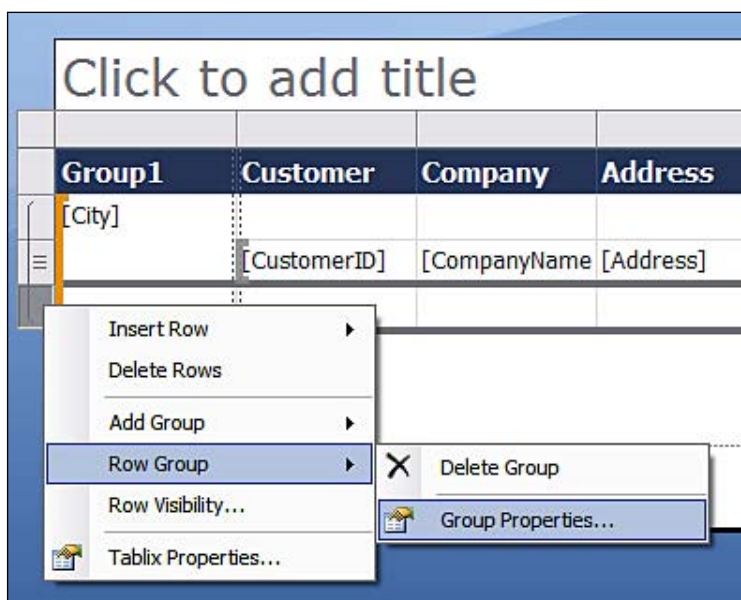 Click to add title
Group1 Customer Company Address
[City]
[CustomerID] [CompanyName [Address]
Insert Row
Delete Rows
Add Group
Row Group
Delete Group
Row Visibility...
Group Properties...
Tablix Properties...